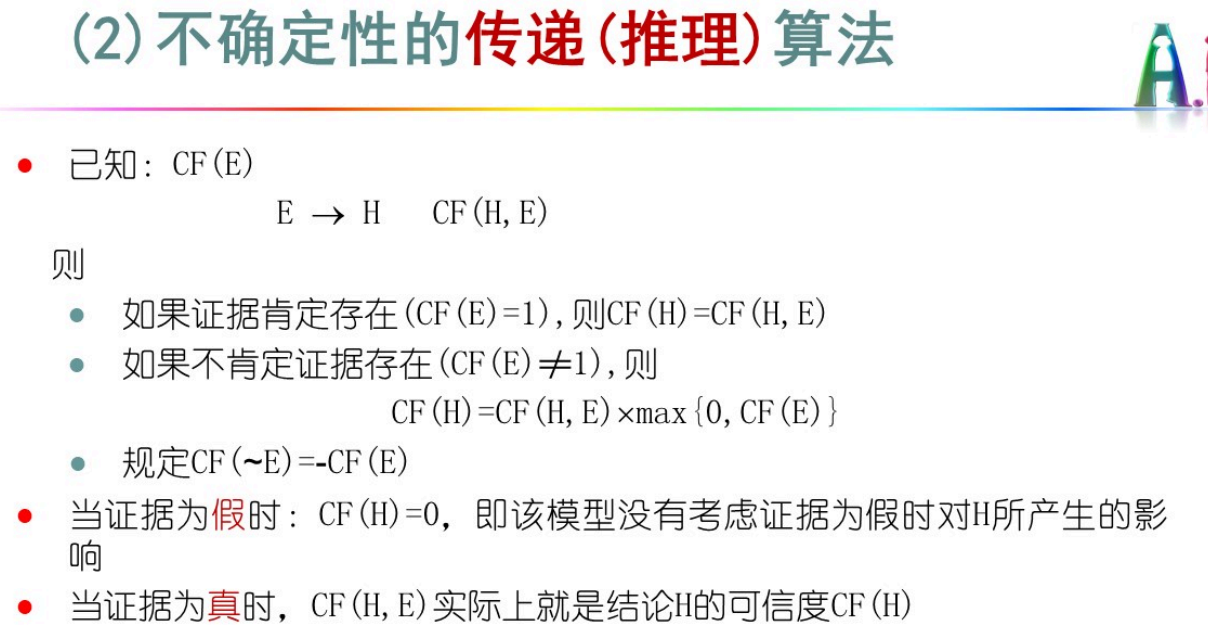 (2)不确定性的传递(推理)算法
A.
已知：CF(E)
E → H CF(H,E)
则
如果证据肯定存在(CF(E)=1),则CF(H)=CF(H,E)
如果不肯定证据存在(CF(E)≠1),则
CF(H)=CF(H,E)×max{0,CF(E)}
规定CF(~E)=-CF(E)
当证据为假时：CF(H)=0，即该模型没有考虑证据为假时对H所产生的影
响
当证据为真时，CF(H,E)实际上就是结论H的可信度CF(H)